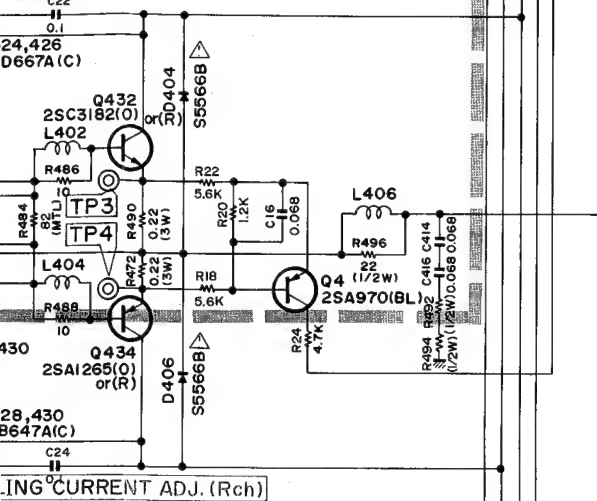 C22
0.1
-24,426
D667A(C)
Q432
2SC3182(O)
or(R)
D404
S5566B
L402
R486
10
TP3
R484
82
(MTL)
R490
0.22
(3W)
R22
5.6K
R20
1.2K
C16
0.068
L406
TP4
R472
0.22
(3W)
R496
22
(1/2W)
C414 0.068
C416 0.068
L404
R18
5.6K
Q4
2SA970(BL)
R488
10
R492
(1/2W)
R494
(1/2W)
R24
4.7K
430
Q434
2SA1265(O)
or(R)
D406
S5566B
28,430
B647A(C)
C24
LING CURRENT ADJ. (Rch)